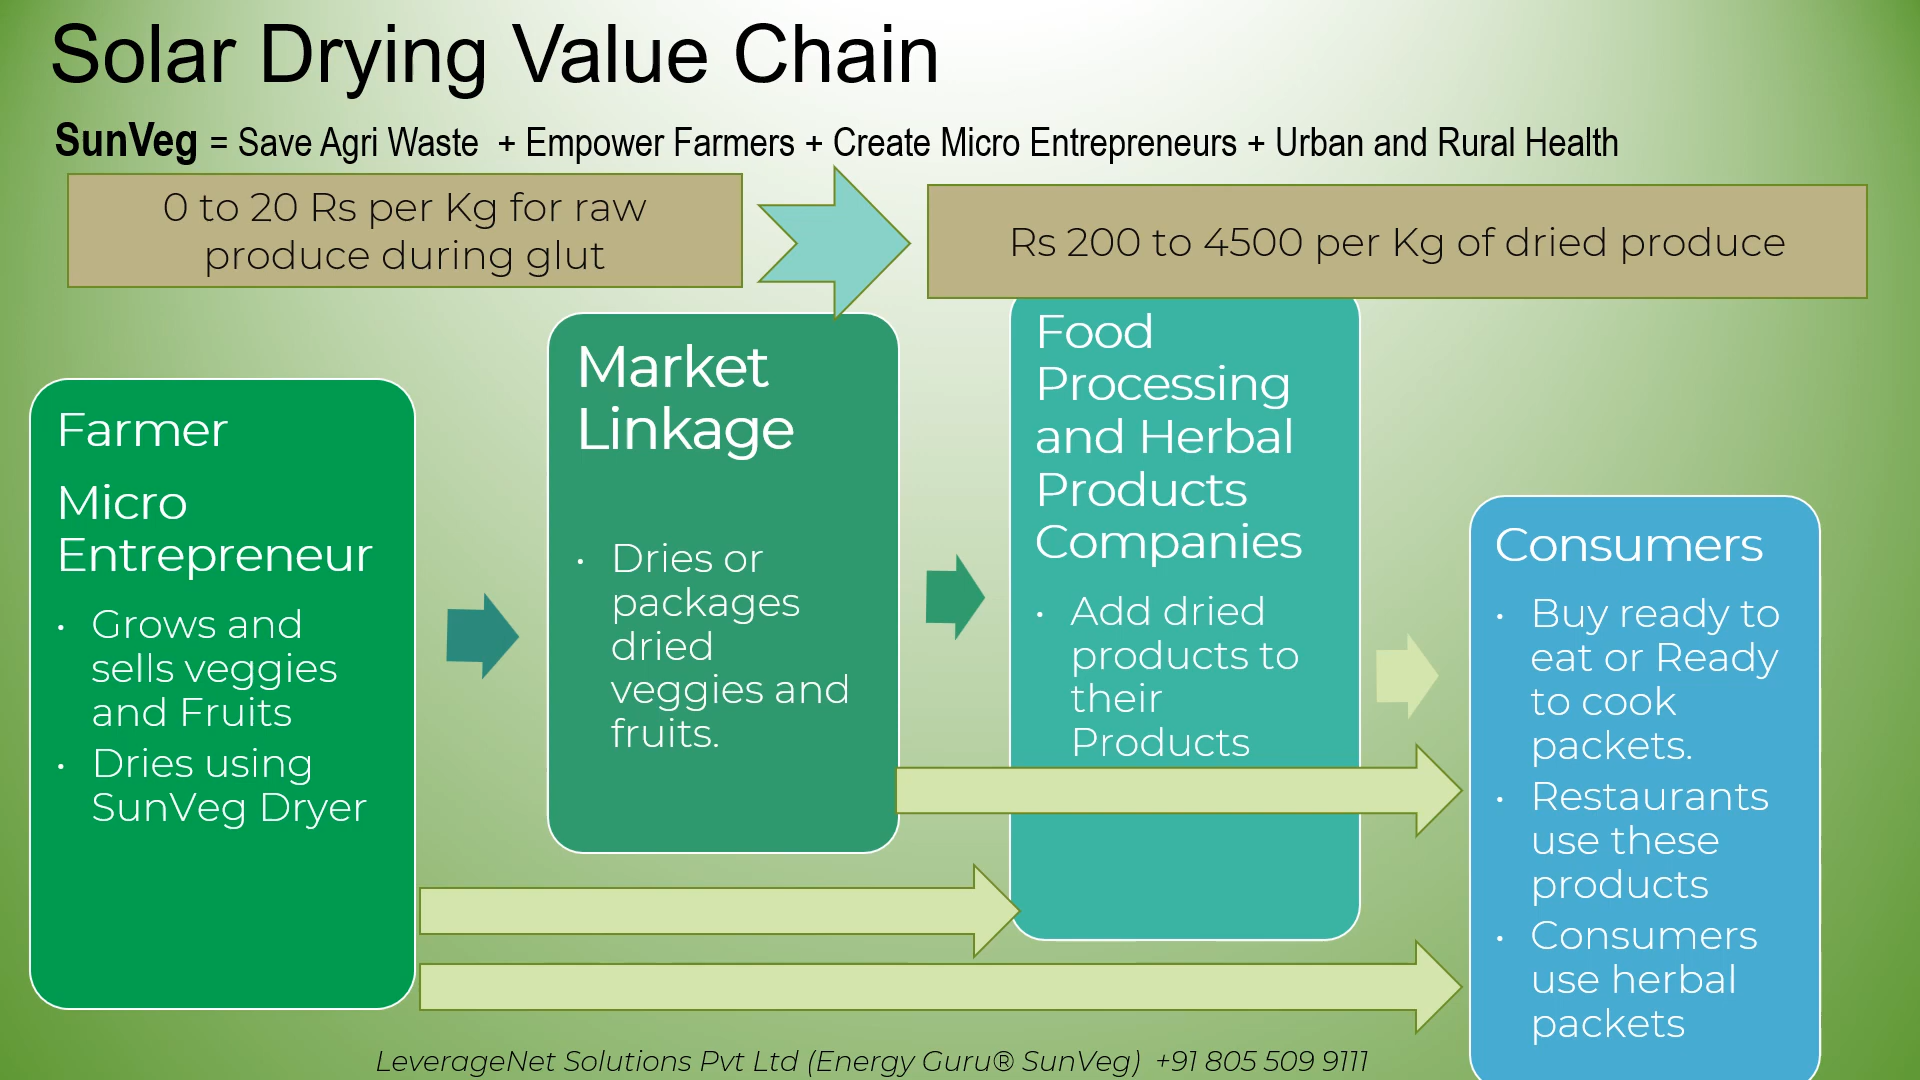 Solar Drying Value Chain
SunVeg = Save Agri Waste + Empower Farmers + Create Micro Entrepreneurs + Urban and Rural Health
0 to 20 Rs per Kg for raw
produce during glut
Rs 200 to 4500 per Kg of dried produce
Farmer
Micro
Entrepreneur
• Grows and
sells veggies
and Fruits
• Dries using
SunVeg Dryer
Market
Linkage
• Dries or
packages
dried
veggies and
fruits.
Food
Processing
and Herbal
Products
Companies
• Add dried
products to
their
Products
Consumers
• Buy ready to
eat or Ready
to cook
packets.
• Restaurants
use these
products
• Consumers
use herbal
packets
LeverageNet Solutions Pvt Ltd (Energy Guru® SunVeg) +91 805 509 9111